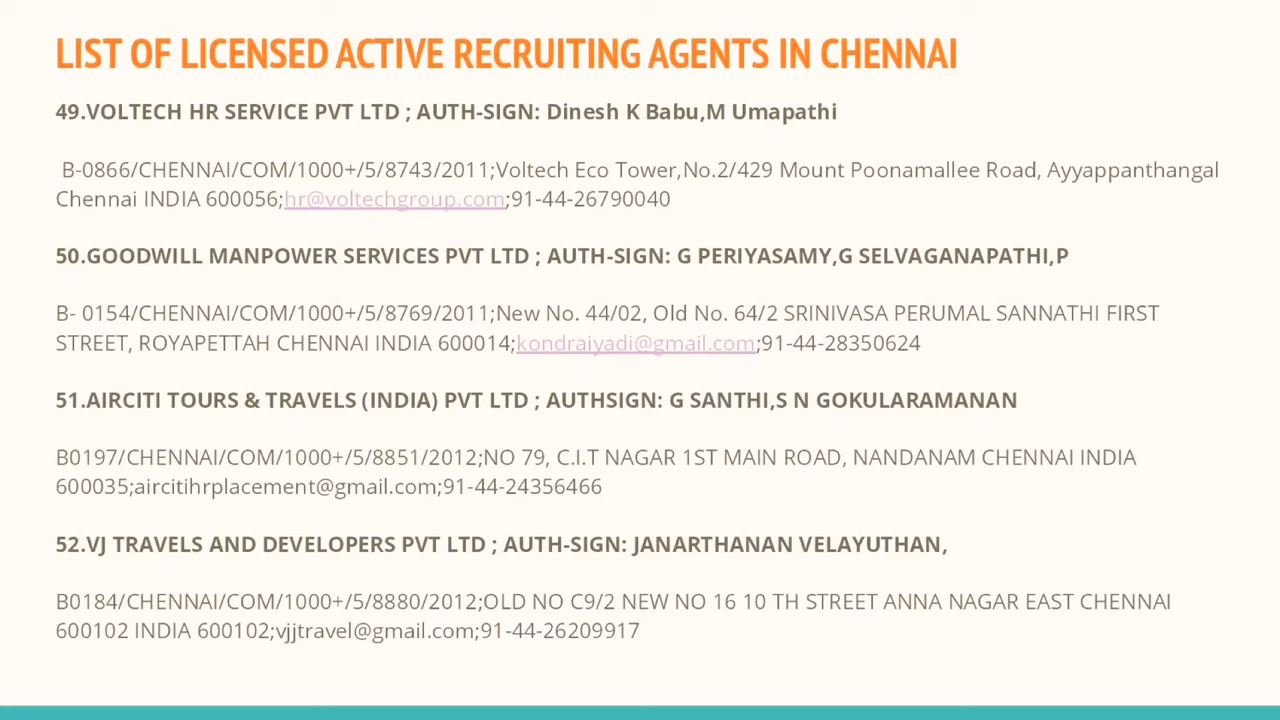 LIST OF LICENSED ACTIVE RECRUITING AGENTS IN CHENNAI
49.VOLTECH HR SERVICE PVT LTD ; AUTH-SIGN: Dinesh K Babu,M Umapathi
B-0866/CHENNAI/COM/1000+/5/8743/2011;Voltech Eco Tower,No.2/429 Mount Poonamallee Road, Ayyappanthangal
Chennai INDIA 600056;hr@voltechgroup.com;91-44-26790040
50.GOODWILL MANPOWER SERVICES PVT LTD ; AUTH-SIGN: G PERIYASAMY,G SELVAGANAPATHI,P
B- 0154/CHENNAI/COM/1000+/5/8769/2011;New No. 44/02, Old No. 64/2 SRINIVASA PERUMAL SANNATHI FIRST
STREET, ROYAPETTAH CHENNAI INDIA 600014;kondraiyadi@gmail.com;91-44-28350624
51.AIRCITI TOURS & TRAVELS (INDIA) PVT LTD ; AUTHSIGN: G SANTHI,S N GOKULARAMANAN
B0197/CHENNAI/COM/1000+/5/8851/2012;NO 79, C.I.T NAGAR 1ST MAIN ROAD, NANDANAM CHENNAI INDIA
600035;aircitihrplacement@gmail.com;91-44-24356466
52.VJ TRAVELS AND DEVELOPERS PVT LTD ; AUTH-SIGN: JANARTHANAN VELAYUTHAN,
B0184/CHENNAI/COM/1000+/5/8880/2012;OLD NO C9/2 NEW NO 16 10 TH STREET ANNA NAGAR EAST CHENNAI
600102 INDIA 600102;vjjtravel@gmail.com;91-44-26209917